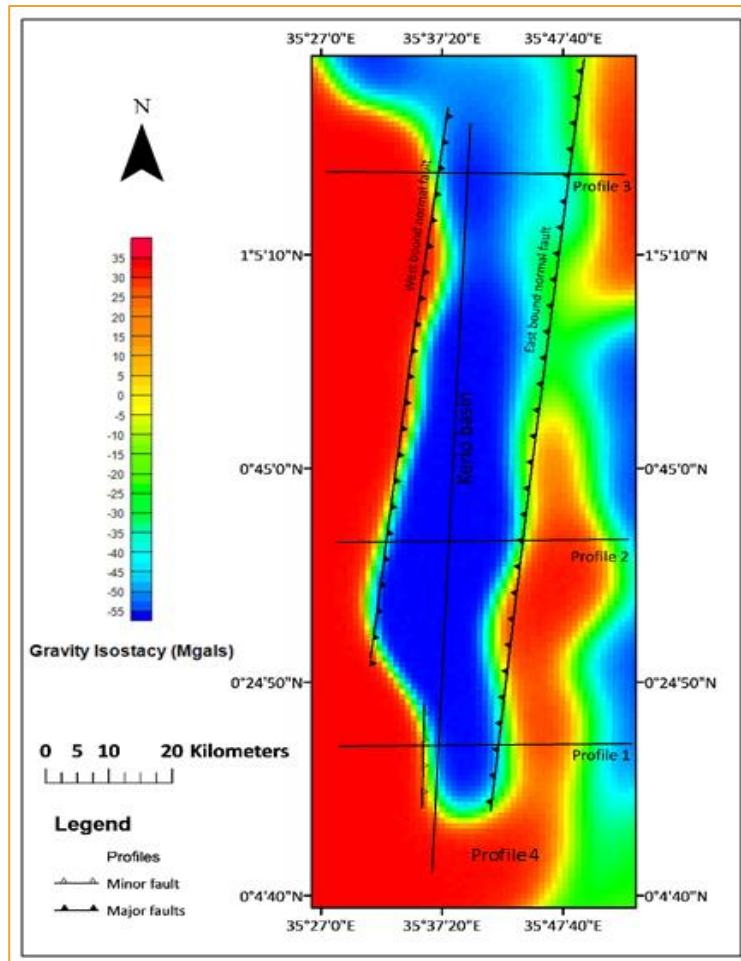 35°27'0"E 35°37'20"E 35°47'40"E
N
Profile 3
West bound normal fault
1°5'10"N 1°5'10"N
East bound normal fault
35
30
25
20
15
10
5
0
-5
-10
-15
-20
-25
-30
-35
-40
-45
-50
-55
Kerio basin
0°45'0"N 0°45'0"N
Profile 2
Gravity Isostacy (Mgals)
0°24'50"N 0°24'50"N
0 5 10 20 Kilometers
Profile 1
Legend
Profiles
Minor fault
Major faults
Profile 4
0°4'40"N 0°4'40"N
35°27'0"E 35°37'20"E 35°47'40"E